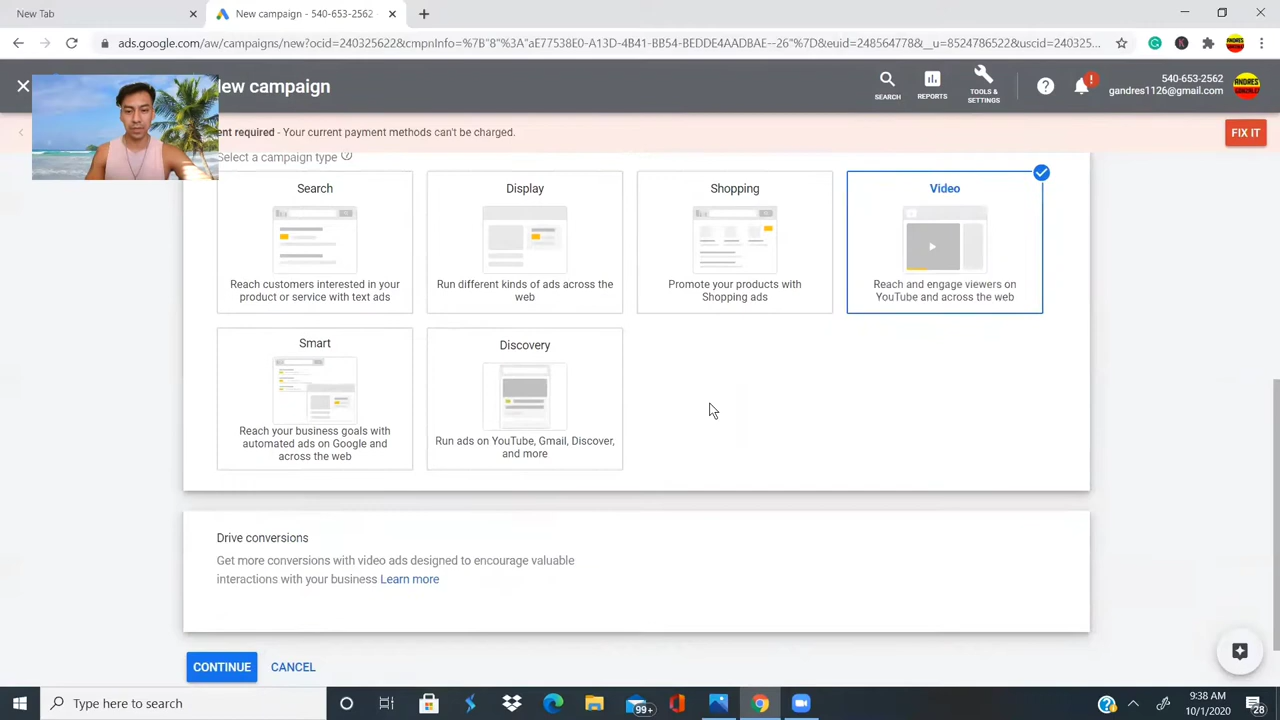 New Tab
New campaign - 540-653-2562
ads.google.com/aw/campaigns/new?ocid=240325622&cmpnInfo=%7B"8"%3A"77538E0-A13D-4B41-BB54-BEDDE4AADBAE--26"%7D&euid=248564778&__u=8524786522&uscid=240325...
ew campaign
SEARCH
REPORTS
TOOLS &
SETTINGS
540-653-2562
gandres1126@gmail.com
ANDRES
GONZALEZ
ent required - Your current payment methods can't be charged.
FIX IT
Select a campaign type
Search
Reach customers interested in your
product or service with text ads
Display
Run different kinds of ads across the
web
Shopping
Promote your products with
Shopping ads
Video
Reach and engage viewers on
YouTube and across the web
Smart
Reach your business goals with
automated ads on Google and
across the web
Discovery
Run ads on YouTube, Gmail, Discover,
and more
Drive conversions
Get more conversions with video ads designed to encourage valuable
interactions with your business Learn more
CONTINUE
CANCEL
Type here to search
99+
9:38 AM
10/1/2020
28